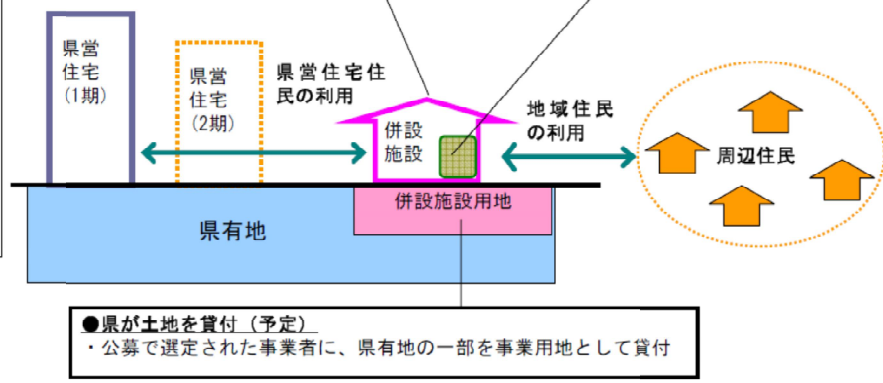 県営
住宅
(1期)
県営
住宅
(2期)
県営住宅住
民の利用
併設
施設
地域住民
の利用
周辺住民
併設施設用地
県有地
●県が土地を貸付（予定）
・公募で選定された事業者に、県有地の一部を事業用地として貸付